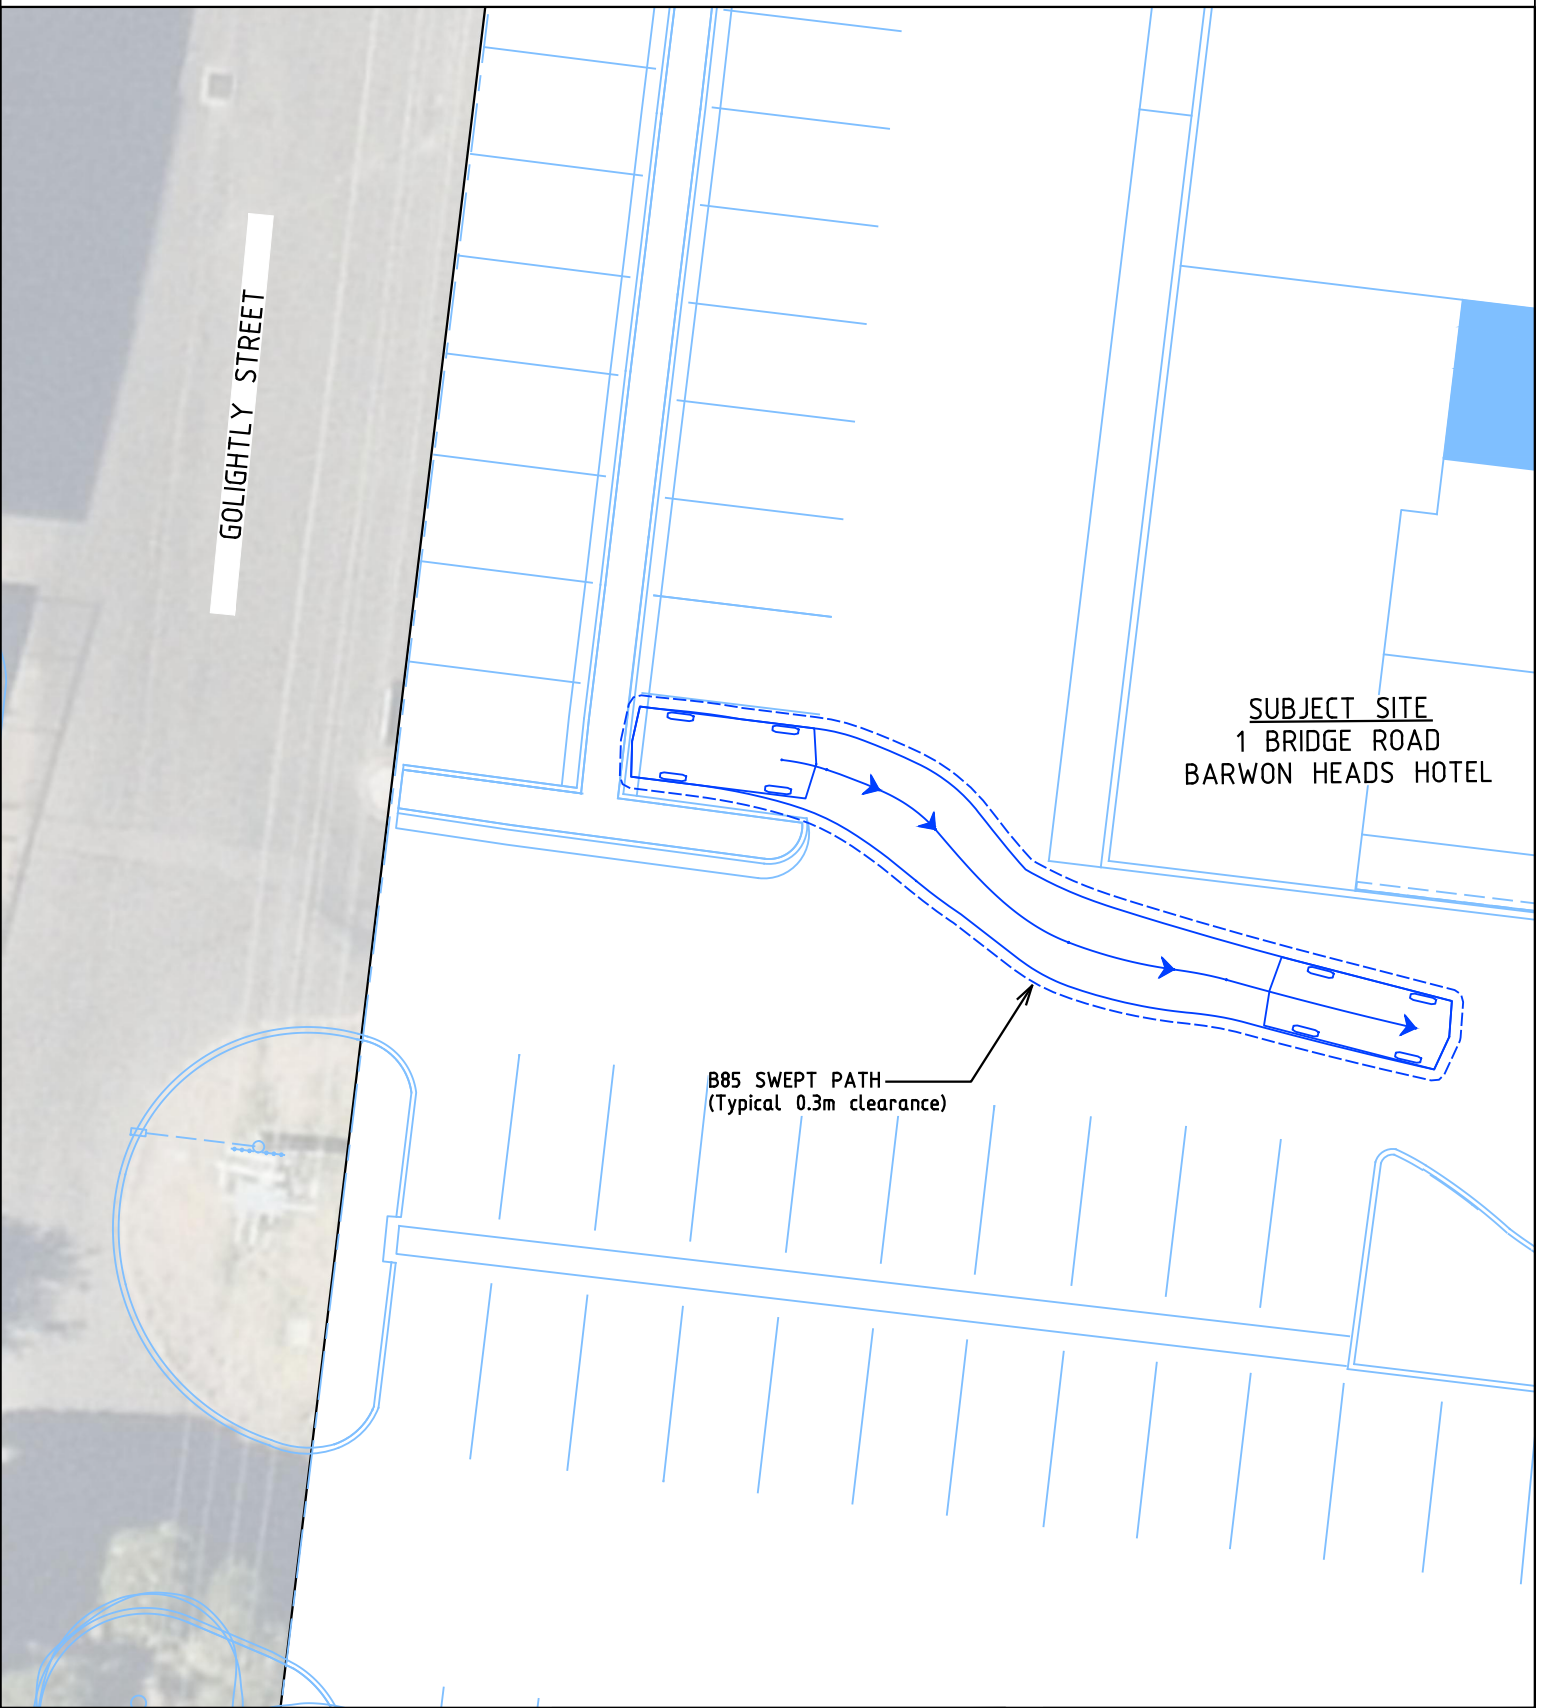 GOLIGHTLY STREET
SUBJECT SITE
1 BRIDGE ROAD
BARWON HEADS HOTEL
B85 SWEPT PATH
(Typical 0.3m clearance)